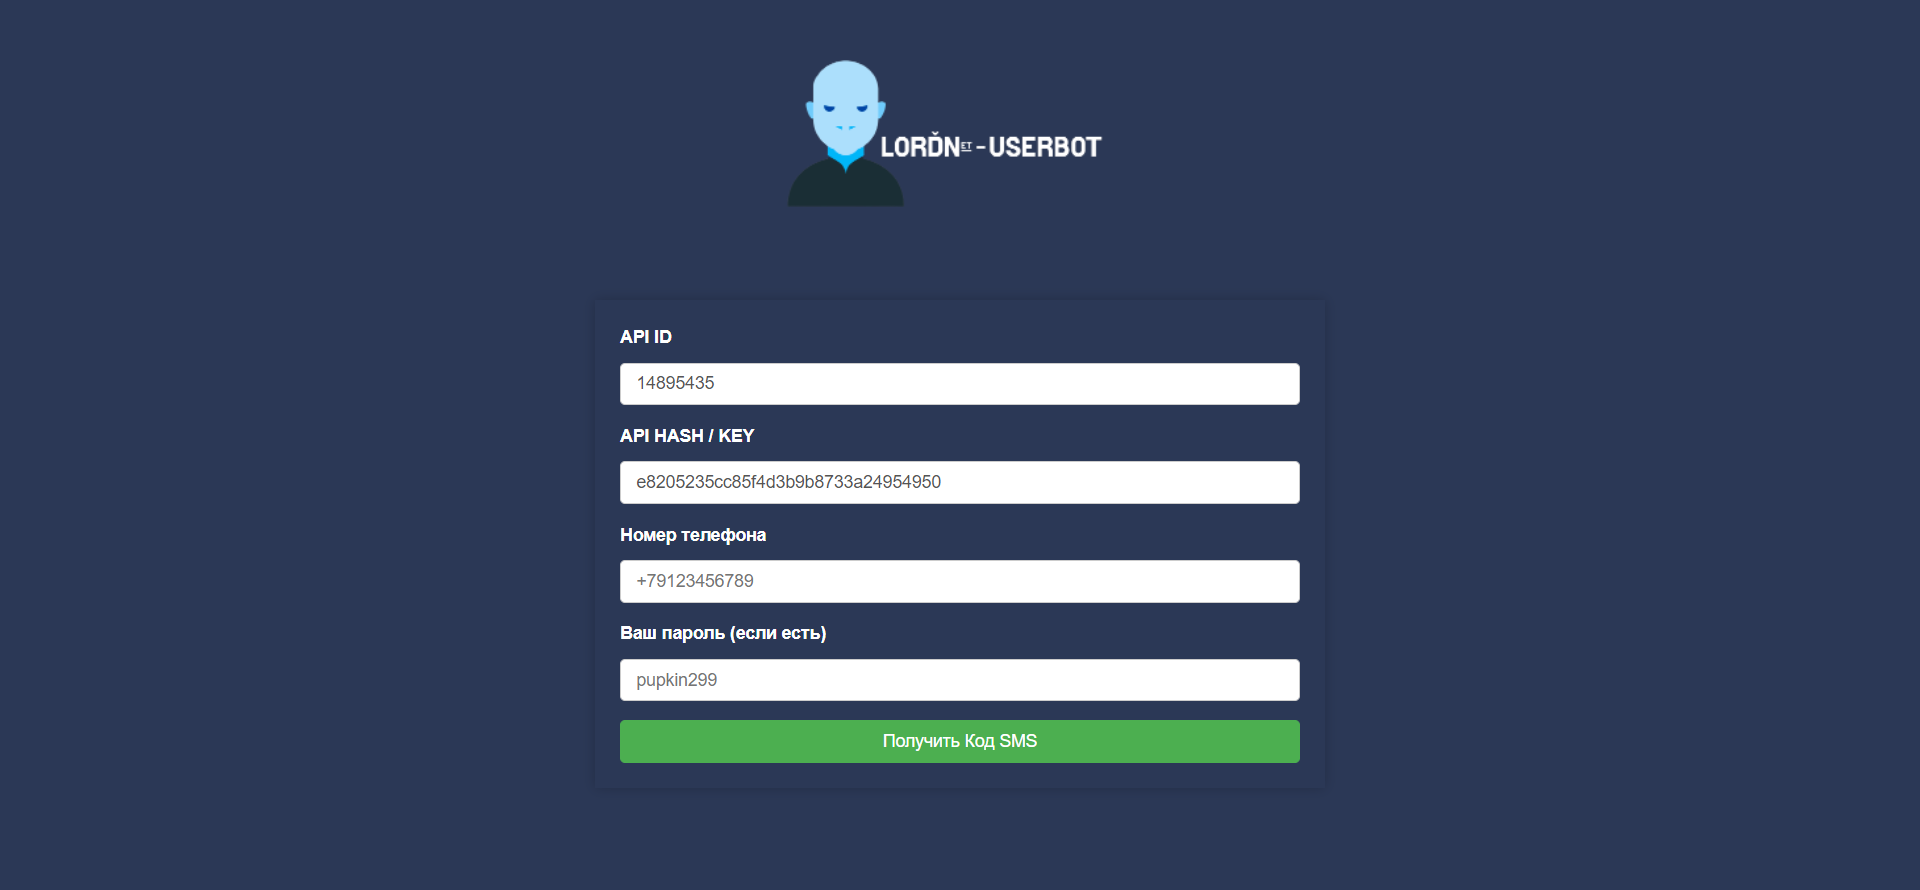 LORĎNET - USERBOT
API ID
14895435
API HASH / KEY
e8205235cc85f4d3b9b8733a24954950
Номер телефона
+79123456789
Ваш пароль (если есть)
pupkin299
Получить Код SMS